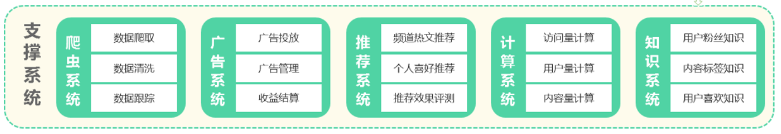 支撑系统
爬虫系统
数据爬取
数据清洗
数据跟踪
广告系统
广告投放
广告管理
收益结算
推荐系统
频道热文推荐
个人喜好推荐
推荐效果评测
计算系统
访问量计算
用户量计算
内容量计算
知识系统
用户粉丝知识
内容标签知识
用户喜欢知识